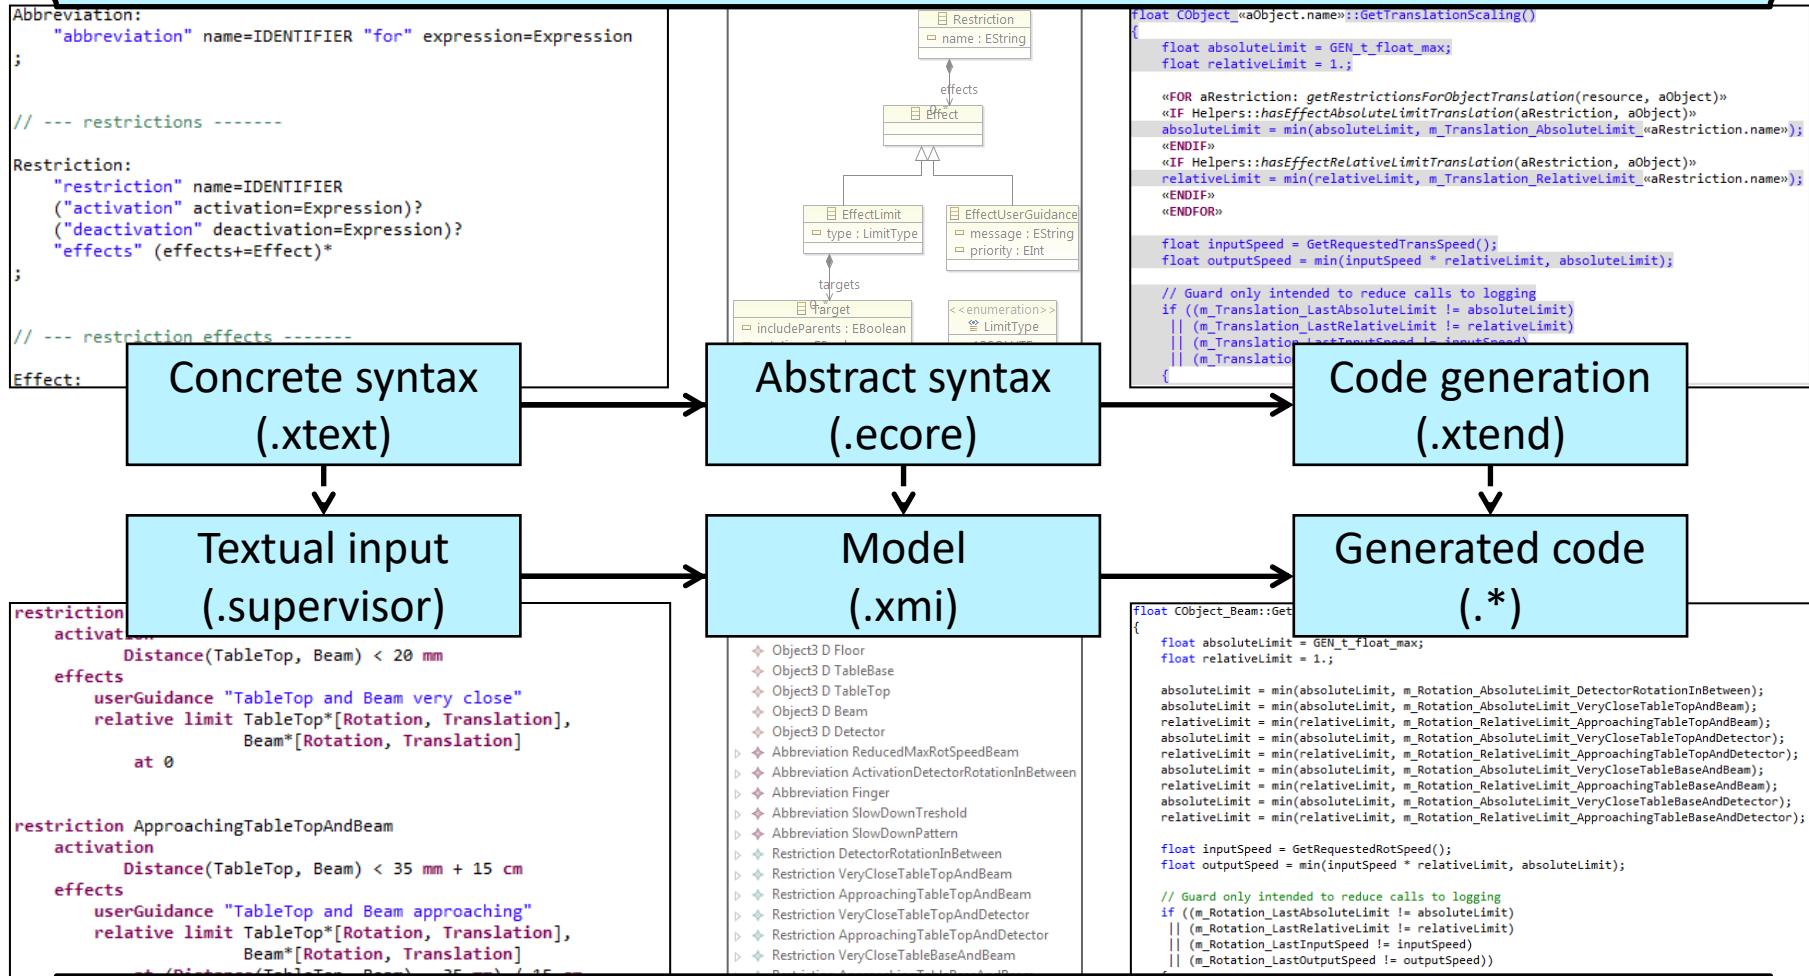 Abbreviation:
"abbreviation" name=IDENTIFIER "for" expression=Expression
;
// --- restrictions -------
Restriction:
"restriction" name=IDENTIFIER
("activation" activation=Expression)?
("deactivation" deactivation=Expression)?
"effects" (effects+=Effect)*
;
// --- restriction effects -------
Effect:
Restriction
name : EString
effects
0..*
Effect
EffectLimit
type : LimitType
EffectUserGuidance
message : EString
priority : EInt
targets
0..*
Target
includeParents : EBoolean
<<enumeration>>
LimitType
float CObject_«aObject.name»::GetTranslationScaling()
{
float absoluteLimit = GEN_t_float_max;
float relativeLimit = 1.;
«FOR aRestriction: getRestrictionsForObjectTranslation(resource, aObject)»
«IF Helpers::hasEffectAbsoluteLimitTranslation(aRestriction, aObject)»
absoluteLimit = min(absoluteLimit, m_Translation_AbsoluteLimit_«aRestriction.name»);
«ENDIF»
«IF Helpers::hasEffectRelativeLimitTranslation(aRestriction, aObject)»
relativeLimit = min(relativeLimit, m_Translation_RelativeLimit_«aRestriction.name»);
«ENDIF»
«ENDFOR»
float inputSpeed = GetRequestedTransSpeed();
float outputSpeed = min(inputSpeed * relativeLimit, absoluteLimit);
// Guard only intended to reduce calls to logging
if ((m_Translation_LastAbsoluteLimit != absoluteLimit)
|| (m_Translation_LastRelativeLimit != relativeLimit)
|| (m_Translation_LastInputSpeed != inputSpeed)
|| (m_Translatio
{
Concrete syntax
(.xtext)
Abstract syntax
(.ecore)
Code generation
(.xtend)
Textual input
(.supervisor)
Model
(.xmi)
Generated code
(.*)
restriction
activation
Distance(TableTop, Beam) < 20 mm
effects
userGuidance "TableTop and Beam very close"
relative limit TableTop*[Rotation, Translation],
Beam*[Rotation, Translation]
at 0
restriction ApproachingTableTopAndBeam
activation
Distance(TableTop, Beam) < 35 mm + 15 cm
effects
userGuidance "TableTop and Beam approaching"
relative limit TableTop*[Rotation, Translation],
Beam*[Rotation, Translation]
Object3 D Floor
Object3 D TableBase
Object3 D TableTop
Object3 D Beam
Object3 D Detector
Abbreviation ReducedMaxRotSpeedBeam
Abbreviation ActivationDetectorRotationInBetween
Abbreviation Finger
Abbreviation SlowDownTreshold
Abbreviation SlowDownPattern
Restriction DetectorRotationInBetween
Restriction VeryCloseTableTopAndBeam
Restriction ApproachingTableTopAndBeam
Restriction VeryCloseTableTopAndDetector
Restriction ApproachingTableTopAndDetector
Restriction VeryCloseTableBaseAndBeam
float CObject_Beam::Get
{
float absoluteLimit = GEN_t_float_max;
float relativeLimit = 1.;
absoluteLimit = min(absoluteLimit, m_Rotation_AbsoluteLimit_DetectorRotationInBetween);
absoluteLimit = min(absoluteLimit, m_Rotation_AbsoluteLimit_VeryCloseTableTopAndBeam);
relativeLimit = min(relativeLimit, m_Rotation_RelativeLimit_ApproachingTableTopAndBeam);
absoluteLimit = min(absoluteLimit, m_Rotation_AbsoluteLimit_VeryCloseTableTopAndDetector);
relativeLimit = min(relativeLimit, m_Rotation_RelativeLimit_ApproachingTableTopAndDetector);
absoluteLimit = min(absoluteLimit, m_Rotation_AbsoluteLimit_VeryCloseTableBaseAndBeam);
relativeLimit = min(relativeLimit, m_Rotation_RelativeLimit_ApproachingTableBaseAndBeam);
absoluteLimit = min(absoluteLimit, m_Rotation_AbsoluteLimit_VeryCloseTableBaseAndDetector);
relativeLimit = min(relativeLimit, m_Rotation_RelativeLimit_ApproachingTableBaseAndDetector);
float inputSpeed = GetRequestedRotSpeed();
float outputSpeed = min(inputSpeed * relativeLimit, absoluteLimit);
// Guard only intended to reduce calls to logging
if ((m_Rotation_LastAbsoluteLimit != absoluteLimit)
|| (m_Rotation_LastRelativeLimit != relativeLimit)
|| (m_Rotation_LastInputSpeed != inputSpeed)
|| (m_Rotation_LastOutputSpeed != outputSpeed))